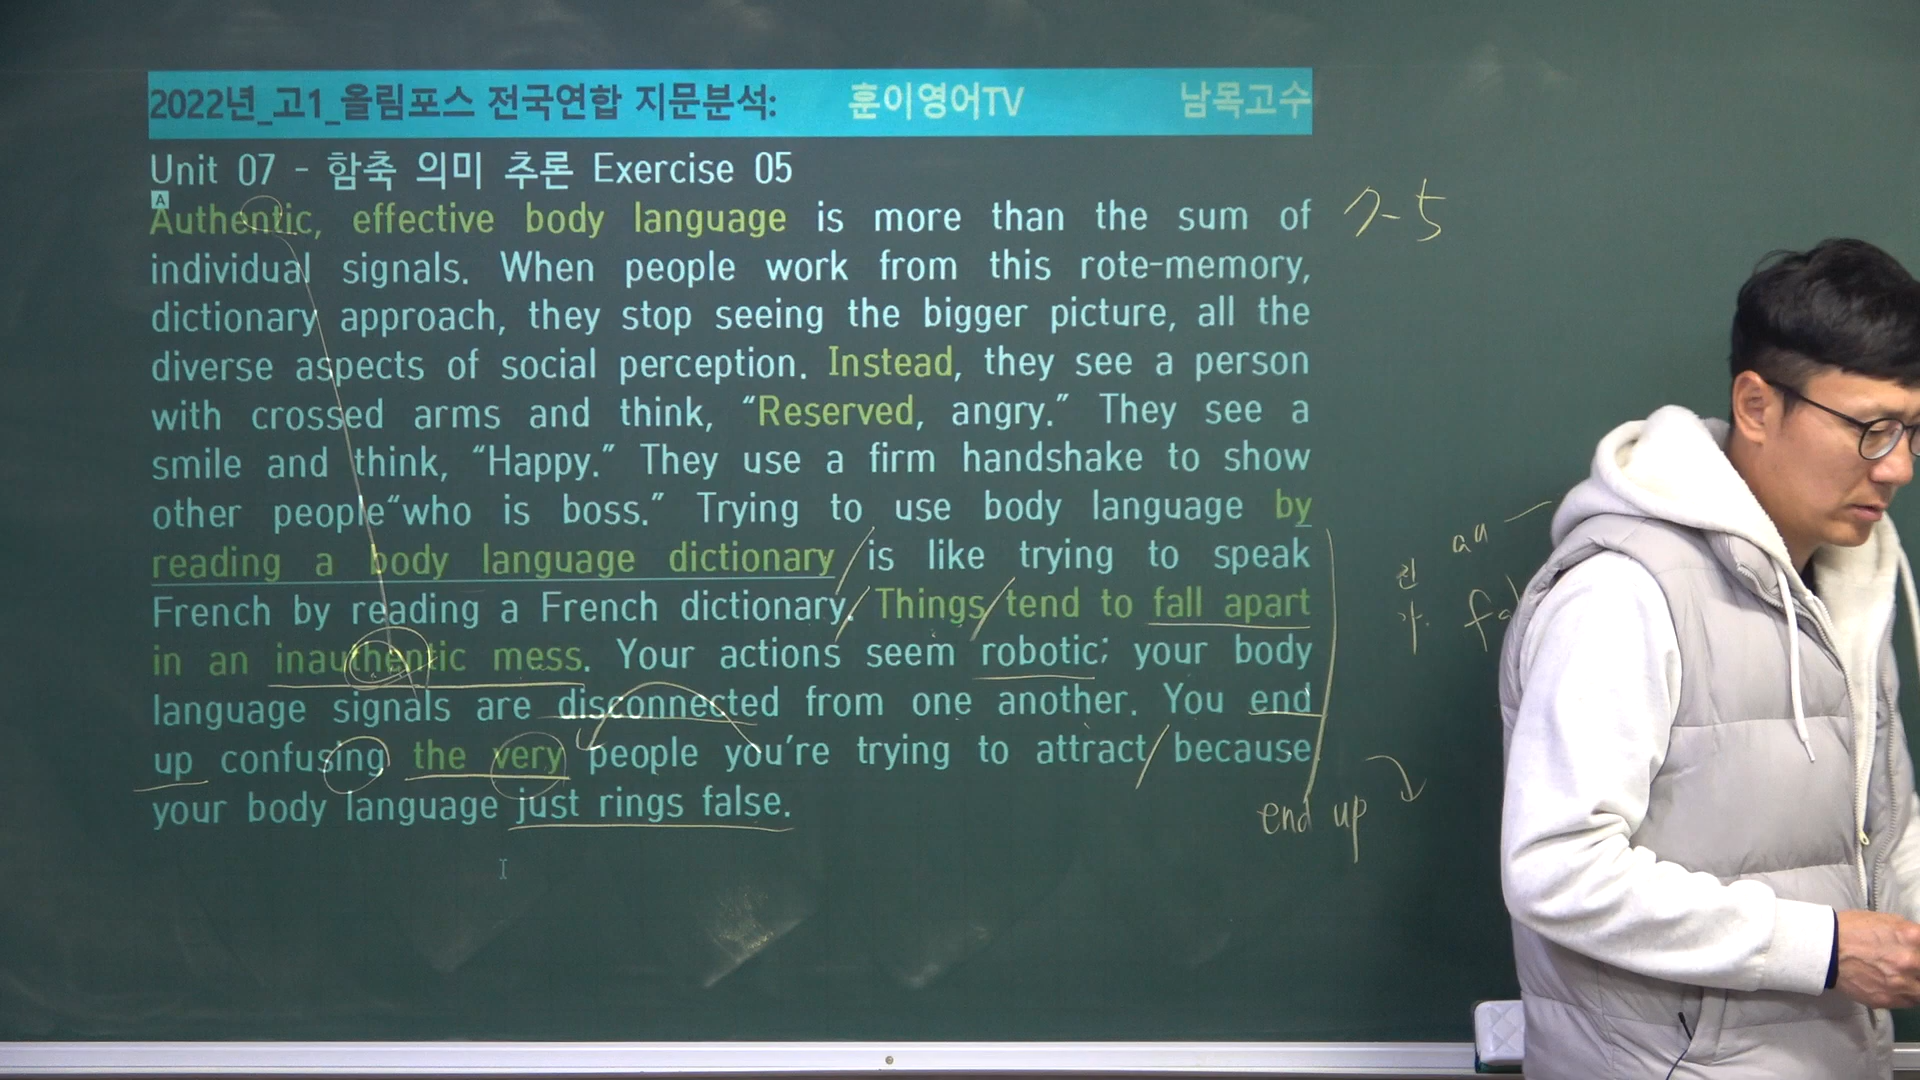 2022년_고1_올림포스 전국연합 지문분석: 훈이영어TV 남목고수
Unit 07 - 함축 의미 추론 Exercise 05
A
Authentic, effective body language is more than the sum of
7-5
individual signals. When people work from this rote-memory,
dictionary approach, they stop seeing the bigger picture, all the
diverse aspects of social perception. Instead, they see a person
with crossed arms and think, “Reserved, angry.” They see a
smile and think, “Happy.” They use a firm handshake to show
other people“who is boss.” Trying to use body language by
reading a body language dictionary is like trying to speak
French by reading a French dictionary. Things tend to fall apart
in an inauthentic mess. Your actions seem robotic; your body
language signals are disconnected from one another. You end
up confusing the very people you’re trying to attract because
your body language just rings false.
end up